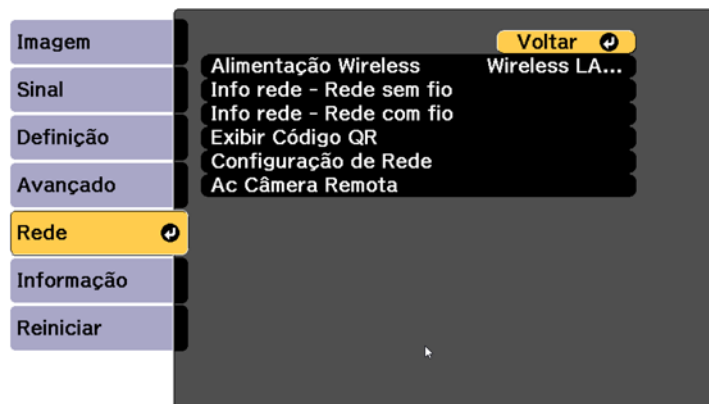 Imagem
Sinal
Definição
Avançado
Rede
Informação
Reiniciar
Voltar
Alimentação Wireless Wireless LA...
Info rede - Rede sem fio
Info rede - Rede com fio
Exibir Código QR
Configuração de Rede
Ac Câmera Remota